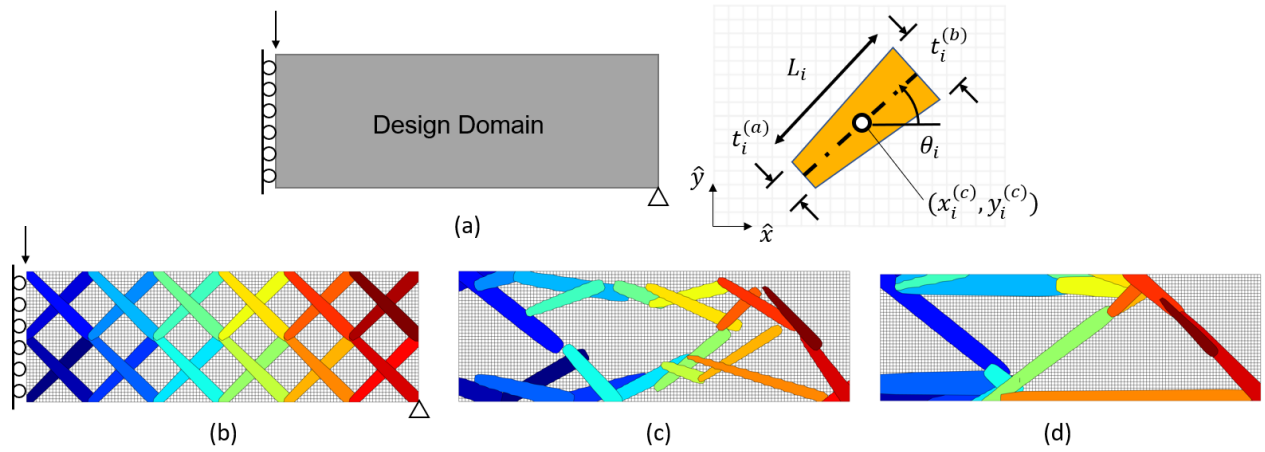 Design Domain
(a)
L_i
t_i^{(a)}
t_i^{(b)}
θ_i
(x_i^{(c)}, y_i^{(c)})
ŷ
x̂
(b)
(c)
(d)